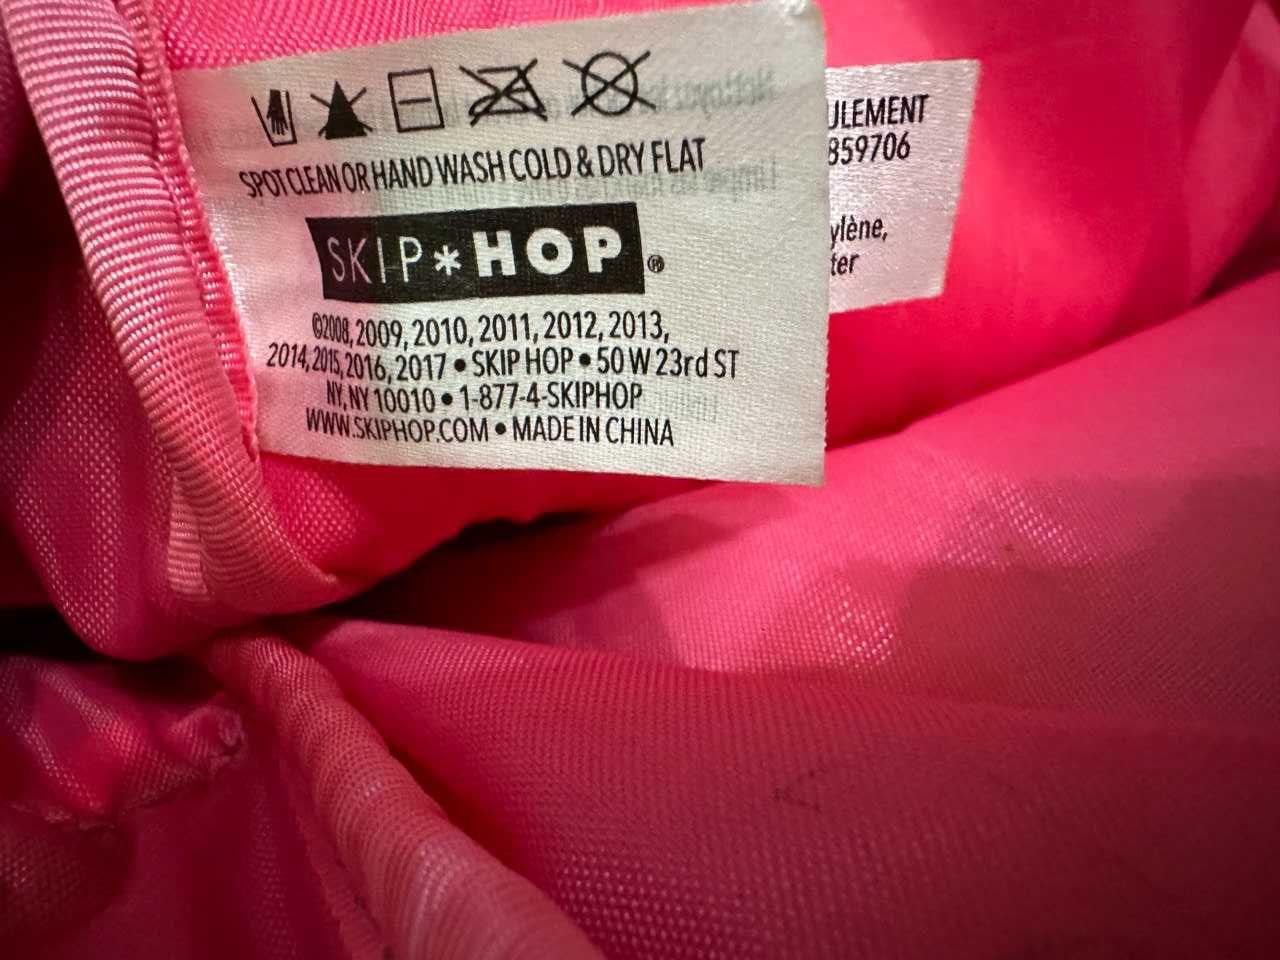 SPOT CLEAN OR HAND WASH COLD & DRY FLAT
SKIP*HOP®
©2008, 2009, 2010, 2011, 2012, 2013,
2014, 2015, 2016, 2017 • SKIP HOP • 50 W 23rd ST
NY, NY 10010 • 1-877-4-SKIPHOP
WWW.SKIPHOP.COM • MADE IN CHINA
ULEMENT
859706
ylène,
ter